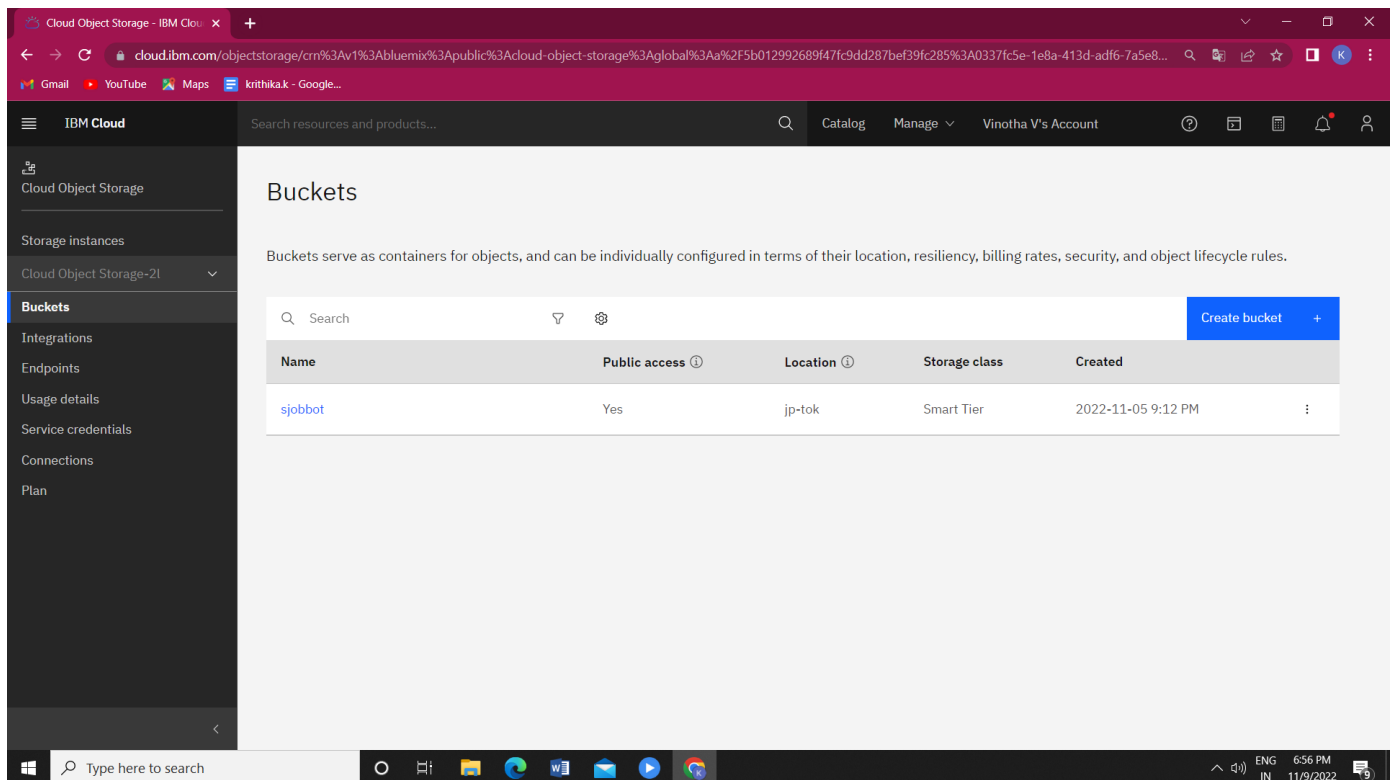 Cloud Object Storage - IBM Clou
cloud.ibm.com/objectstorage/crn%3Av1%3Abluemix%3Apublic%3Acloud-object-storage%3Aglobal%3Aa%2F5b012992689f47fc9dd287bef39fc285%3A0337fc5e-1e8a-413d-adf6-7a5e8...
K
Gmail YouTube Maps krithika.k - Google...
IBM Cloud Search resources and products... Catalog Manage Vinotha V's Account
Cloud Object Storage
Storage instances
Cloud Object Storage-2l
Buckets
Integrations
Endpoints
Usage details
Service credentials
Connections
Plan
Buckets
Buckets serve as containers for objects, and can be individually configured in terms of their location, resiliency, billing rates, security, and object lifecycle rules.
Search Create bucket +
Name Public access Location Storage class Created
sjobbot Yes jp-tok Smart Tier 2022-11-05 9:12 PM
Type here to search
ENG 6:56 PM
IN 11/9/2022
9